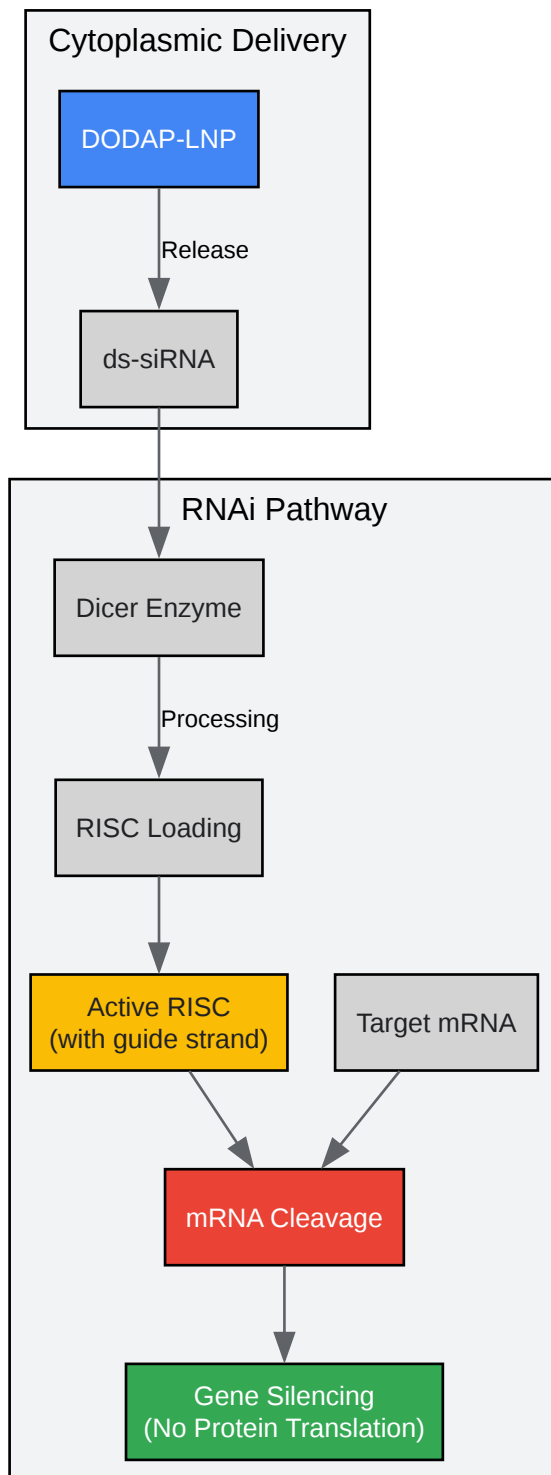 Cytoplasmic Delivery
DODAP-LNP
Release
ds-siRNA
RNAi Pathway
Dicer Enzyme
Processing
RISC Loading
Active RISC
(with guide strand)
Target mRNA
mRNA Cleavage
Gene Silencing
(No Protein Translation)